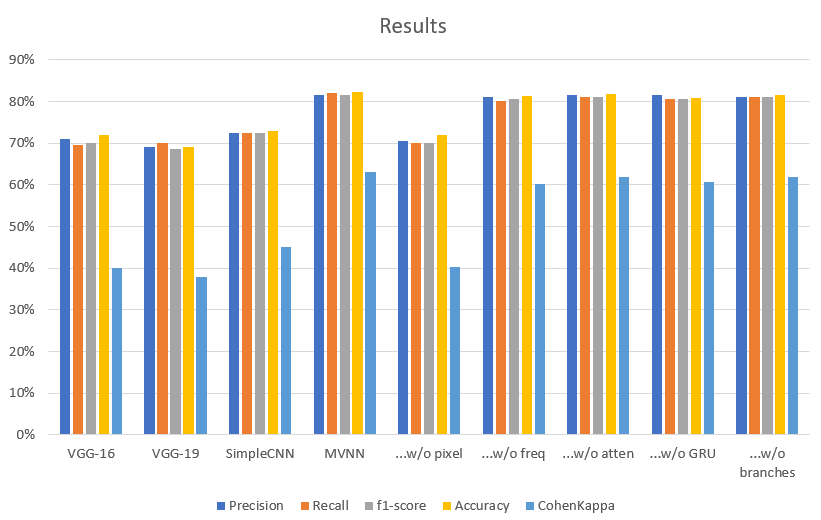 Results
90%
80%
70%
60%
50%
40%
30%
20%
10%
0%
VGG-16 VGG-19 SimpleCNN MVNN ...w/o pixel ...w/o freq ...w/o atten ...w/o GRU ...w/o
branches
Precision Recall f1-score Accuracy CohenKappa